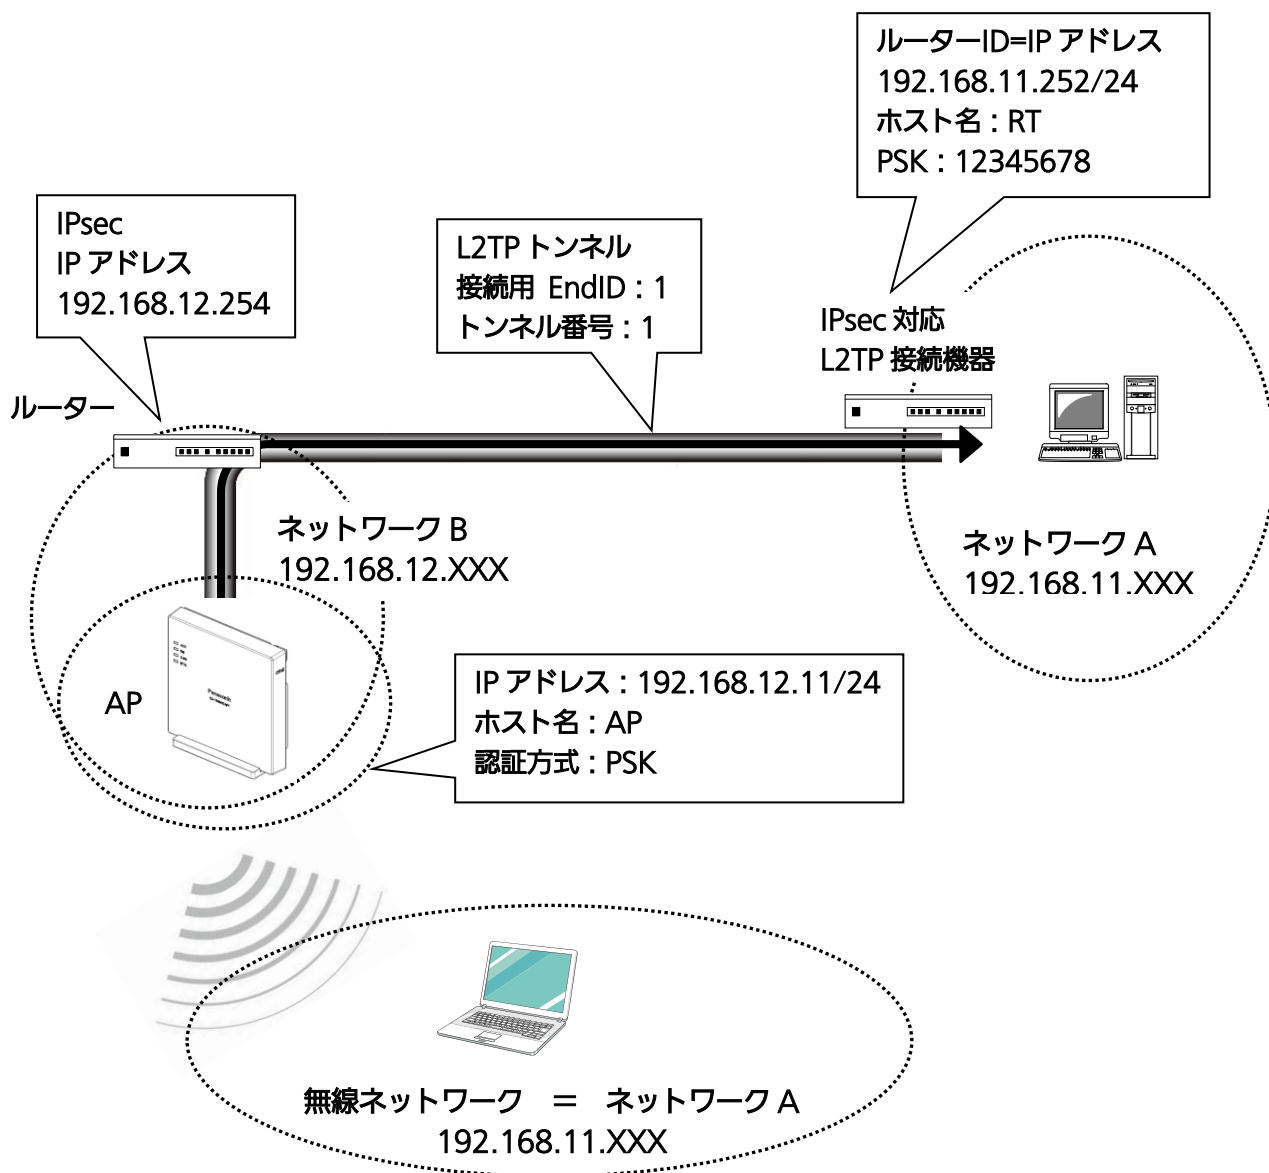 ルーターID=IP アドレス
192.168.11.252/24
ホスト名：RT
PSK：12345678
IPsec
IP アドレス
192.168.12.254
L2TP トンネル
接続用 EndID：1
トンネル番号：1
IPsec 対応
L2TP 接続機器
ルーター
ネットワーク B
192.168.12.XXX
ネットワーク A
192.168.11.XXX
AP
Panasonic
IP アドレス：192.168.12.11/24
ホスト名：AP
認証方式：PSK
無線ネットワーク ＝ ネットワーク A
192.168.11.XXX